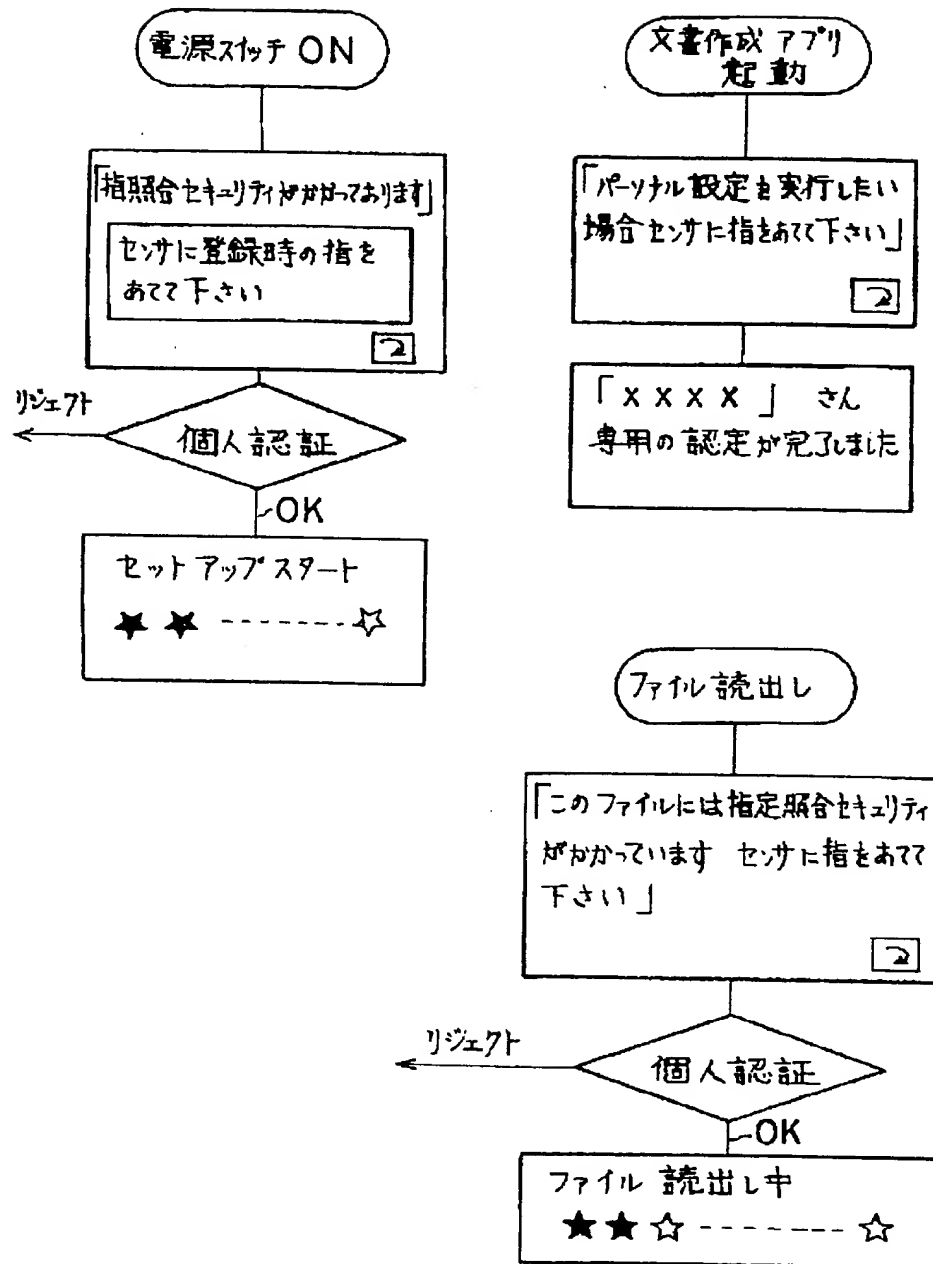 電源スイッチ ON
「指照合セキュリティがかかっております」
センサに登録時の指を
あてて下さい
リジェクト
個人認証
OK
セットアップスタート
★ ★ -------☆
文書作成アプリ
起動
「パーソナル設定を実行したい
場合センサに指をあてて下さい」
「××××」さん
専用の認定が完了しました
ファイル読出し
「このファイルには指定照合セキュリティ
がかかっています センサに指をあてて
下さい」
リジェクト
個人認証
OK
ファイル読出し中
★★☆-------☆